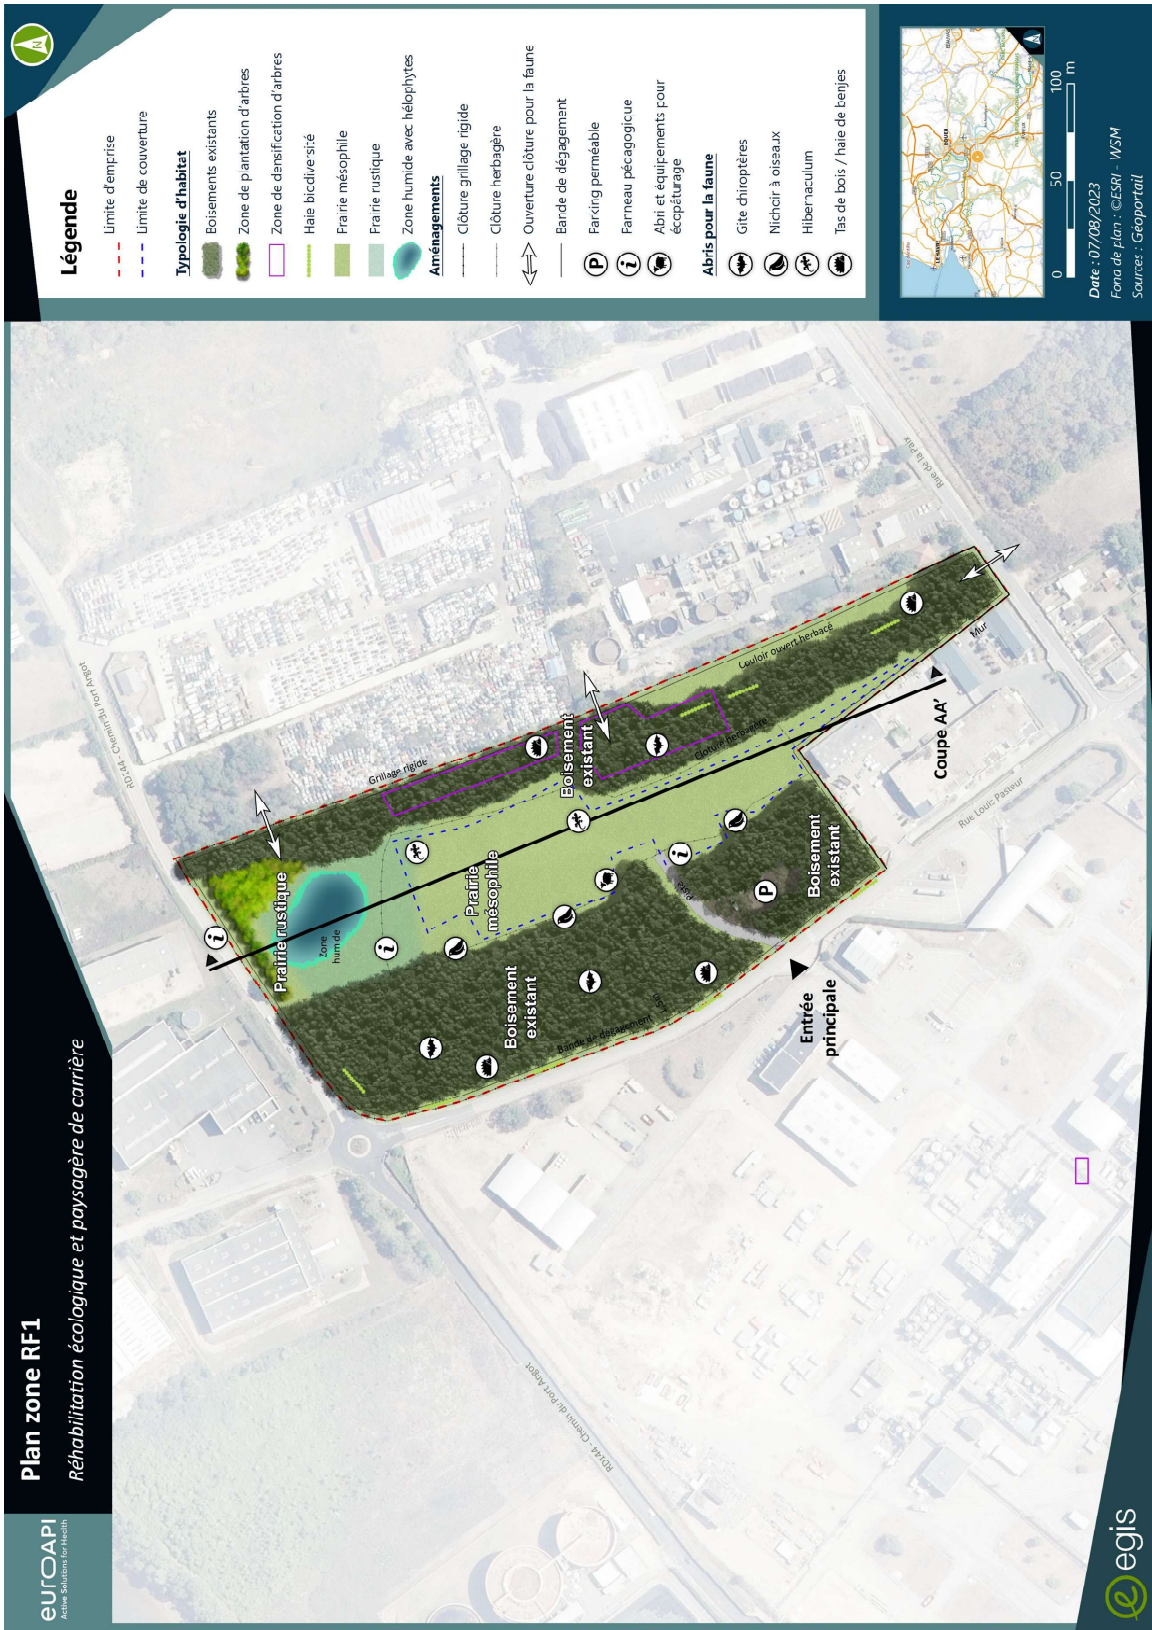 Plan zone RF1
Réhabilitation écologique et paysagère de carrière
euroAPI
Active Solutions for Health
N
Légende
Limite d'emprise
Limite de couverture
Typologie d'habitat
Boisements existants
Zone de plantation d'arbres
Zone de densification d'arbres
Haie biodiversité
Prairie mésophile
Prairie rustique
Zone humide avec hélophytes
Aménagements
Clôture grillage rigide
Clôture herbagère
Ouverture clôture pour la faune
Bande de dégagement
P
Parking perméable
i
Panneau pédagogique
Abri et équipements pour
écopâturage
Abris pour la faune
Gîte chiroptères
Nichoir à oiseaux
Hibernaculum
Tas de bois / haie de benjes
0 50 100
m
Date : 07/08/2023
Fond de plan : ©ESRI - WSM
Sources : Géoportail
RD144 - Chemin du Port Angot
Grillage rigide
Prairie rustique
Zone
humide
Boisement
existant
Clôture herbagère
Couloir ouvert herbacé
Rue de la Paix
Mur
Prairie
mésophile
Coupe AA'
Rue Louis Pasteur
Boisement
existant
Piste
P
i
i
i
Boisement
existant
Bande de dégagement
Entrée
principale
RD144 - Chemin du Port Angot
egis